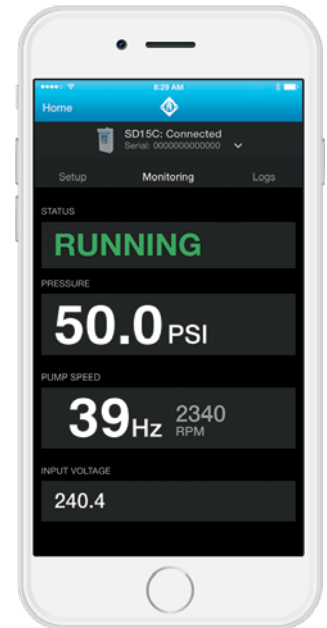 8:29 AM
Home
SD15C: Connected
Serial: 0000000000000
Setup Monitoring Logs
STATUS
RUNNING
PRESSURE
50.0 PSI
PUMP SPEED
39Hz 2340
RPM
INPUT VOLTAGE
240.4